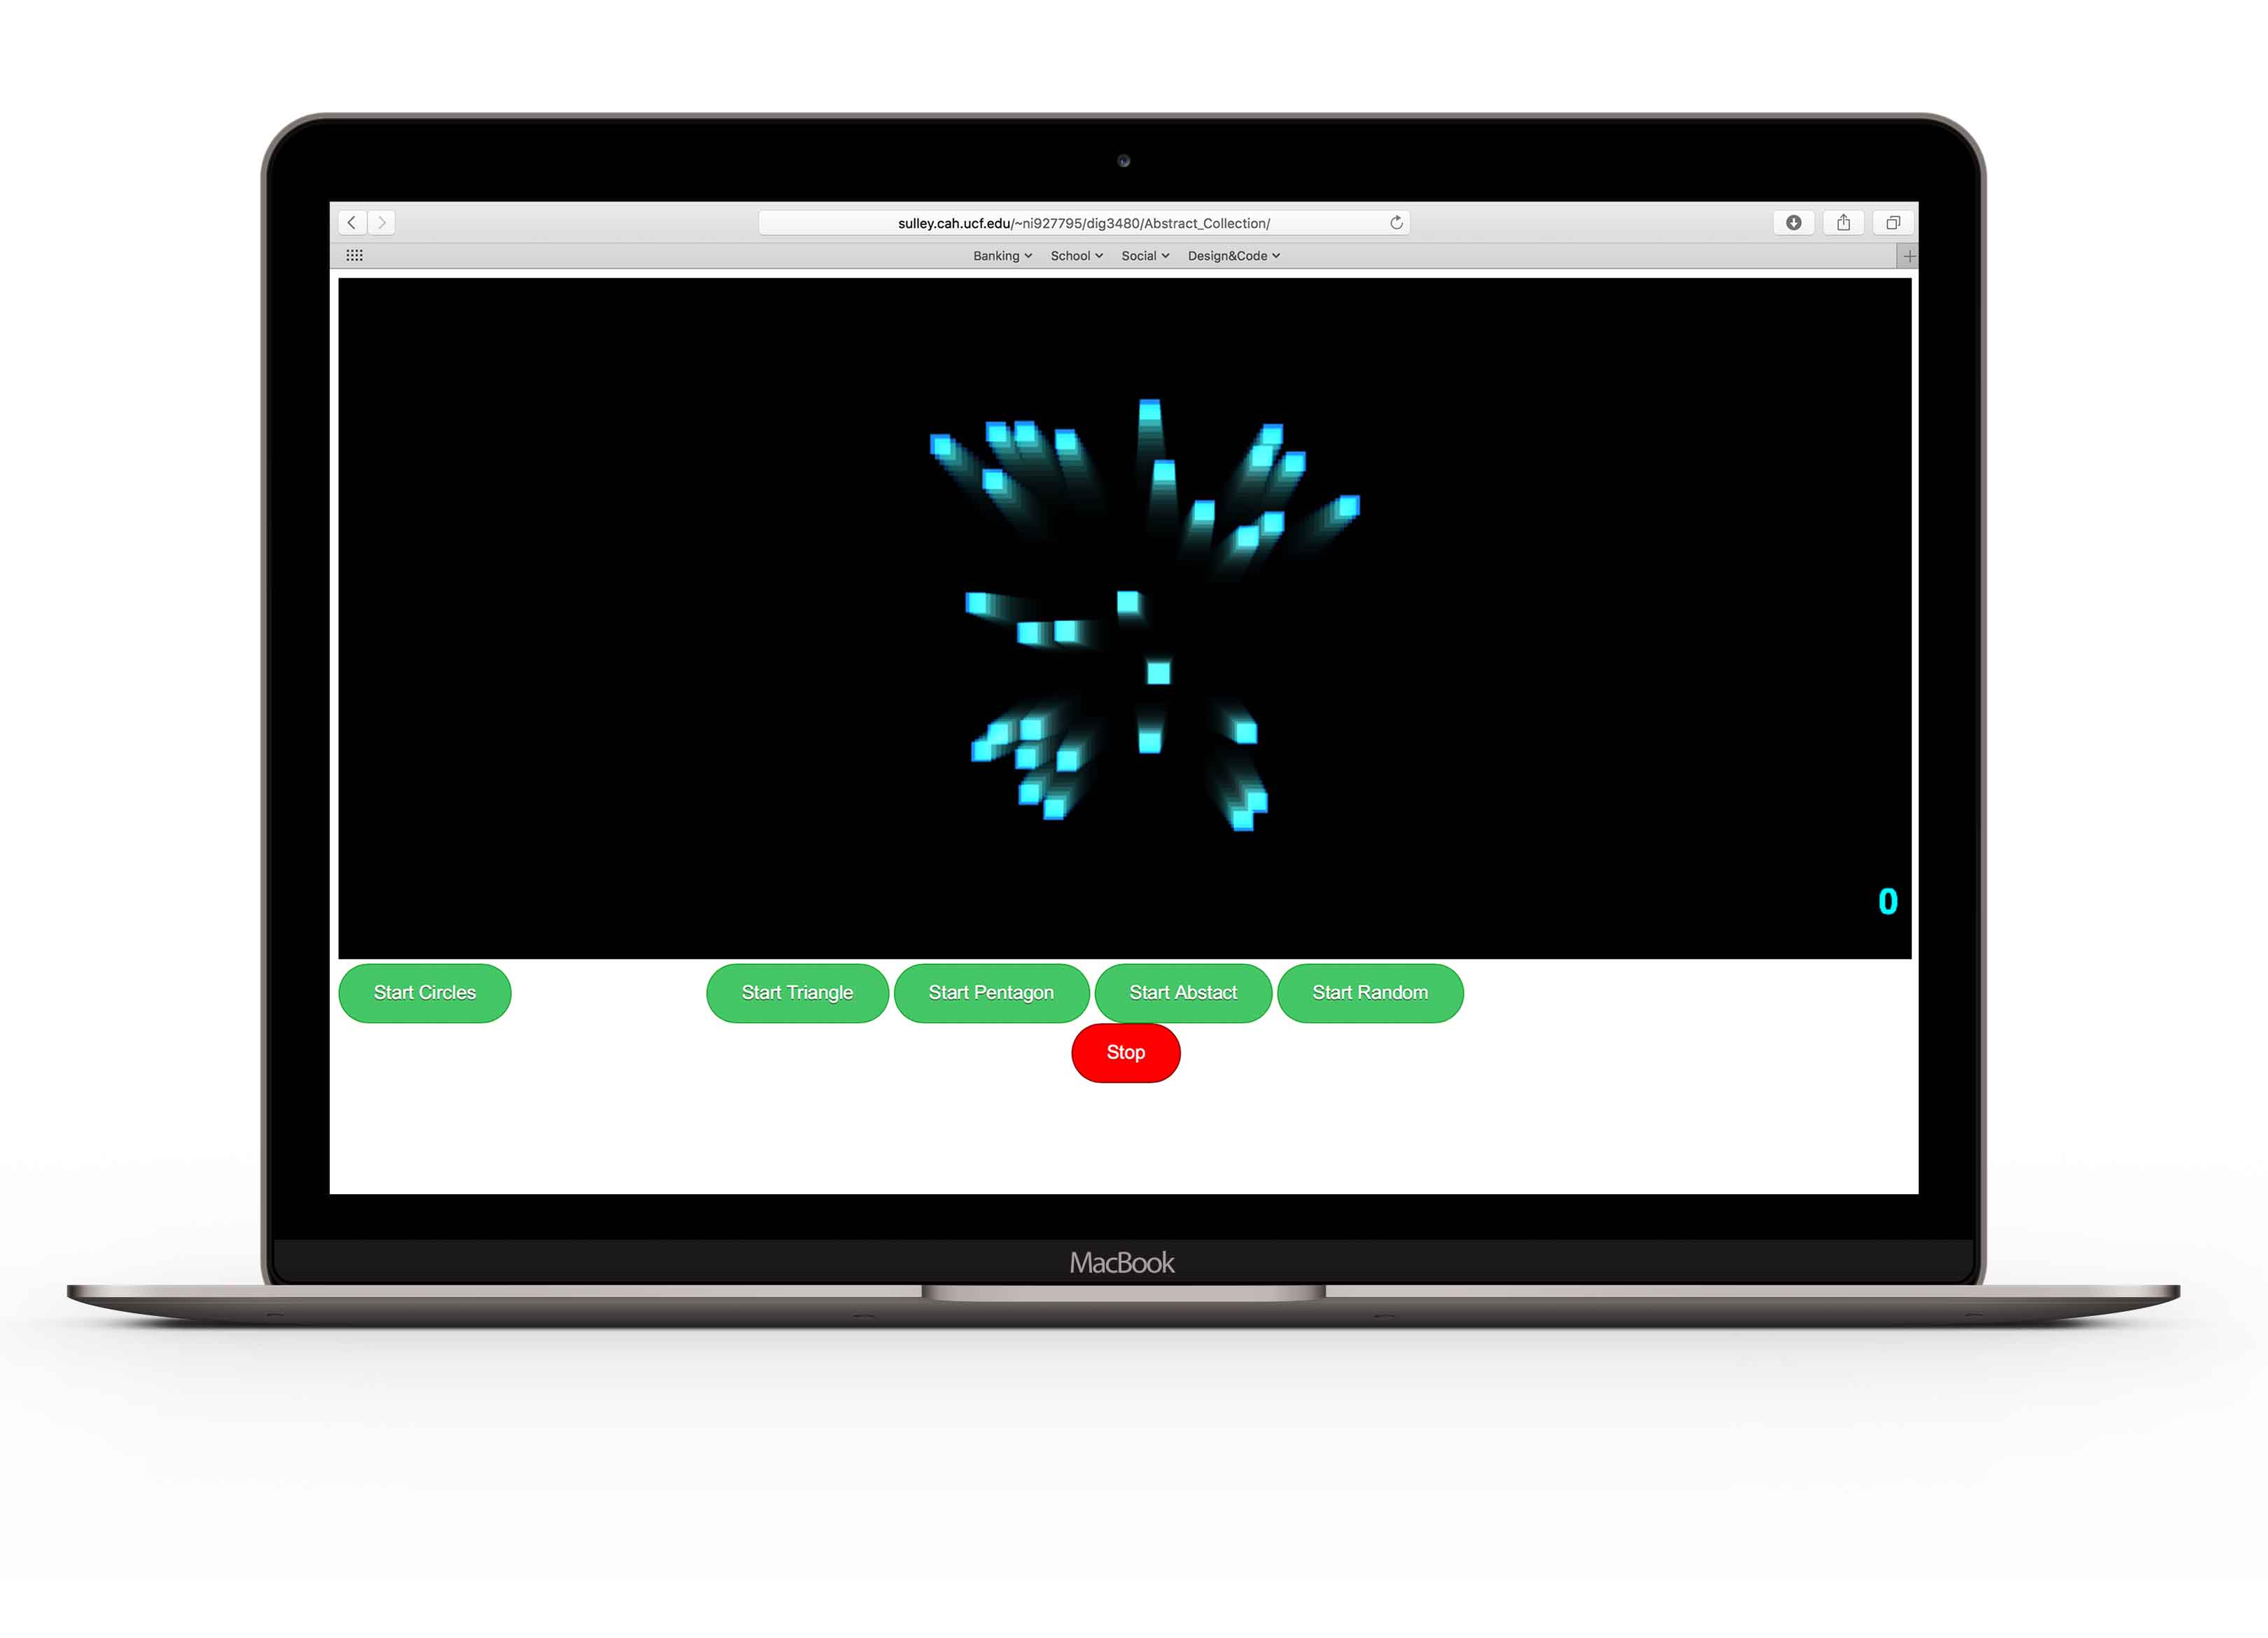 sulley.cah.ucf.edu/~ni927795/dig3480/Abstract_Collection/
Banking School Social Design&Code
0
Start Circles Start Triangle Start Pentagon Start Abstact Start Random
Stop
MacBook